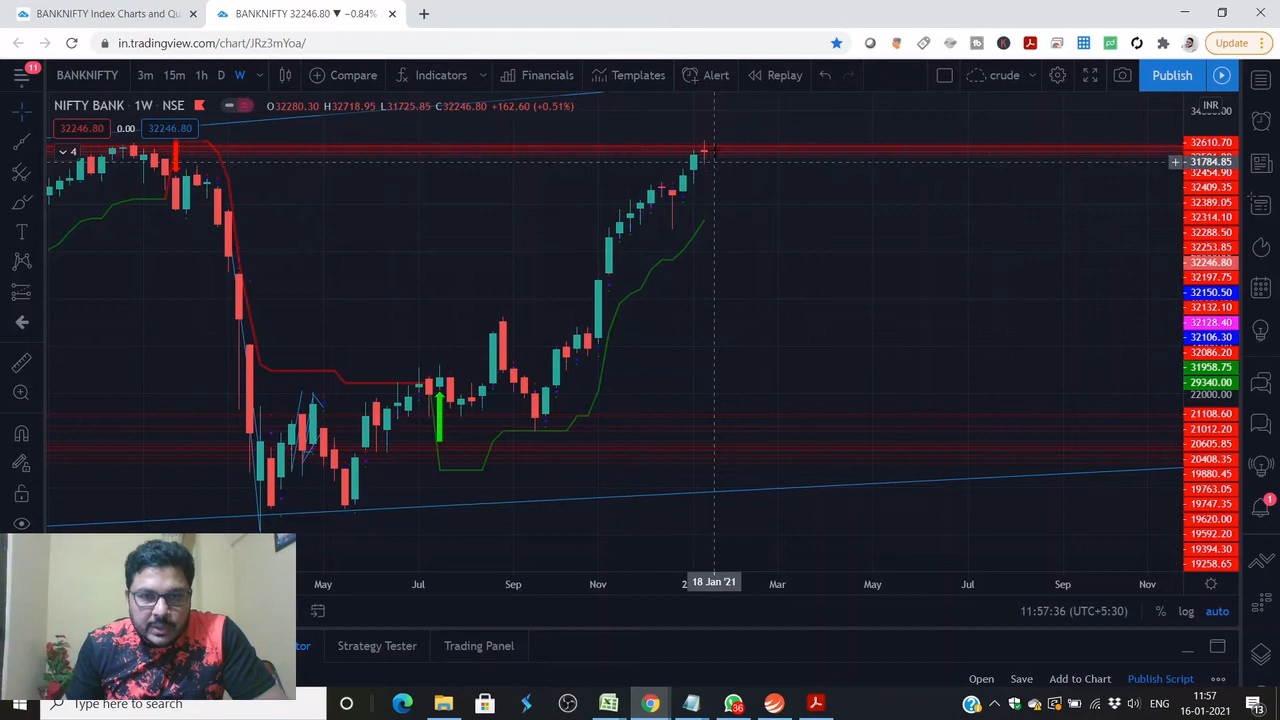 BANKNIFTY Index Charts and Qu
BANKNIFTY 32246.80 ▼ −0.84%
in.tradingview.com/chart/JRz3mYoa/
Update
11
BANKNIFTY 3m 15m 1h D W Compare Indicators Financials Templates Alert Replay crude Publish
NIFTY BANK · 1W · NSE O32280.30 H32718.95 L31725.85 C32246.80 +162.60 (+0.51%)
INR
32246.80 0.00 32246.80
4
32610.70
31784.85
32454.90
32409.35
32389.05
32314.10
32288.50
32253.85
32246.80
32197.75
32150.50
32132.10
32128.40
32106.30
32086.20
31958.75
29340.00
22000.00
21108.60
21012.20
20605.85
20408.35
19880.45
19763.05
19747.35
19620.00
19592.20
19394.30
19258.65
1
May Jul Sep Nov 18 Jan '21 Mar May Jul Sep Nov
11:57:36 (UTC+5:30) % log auto
tor Strategy Tester Trading Panel
Open Save Add to Chart Publish Script
Type here to search
36
ENG
11:57
16-01-2021
13